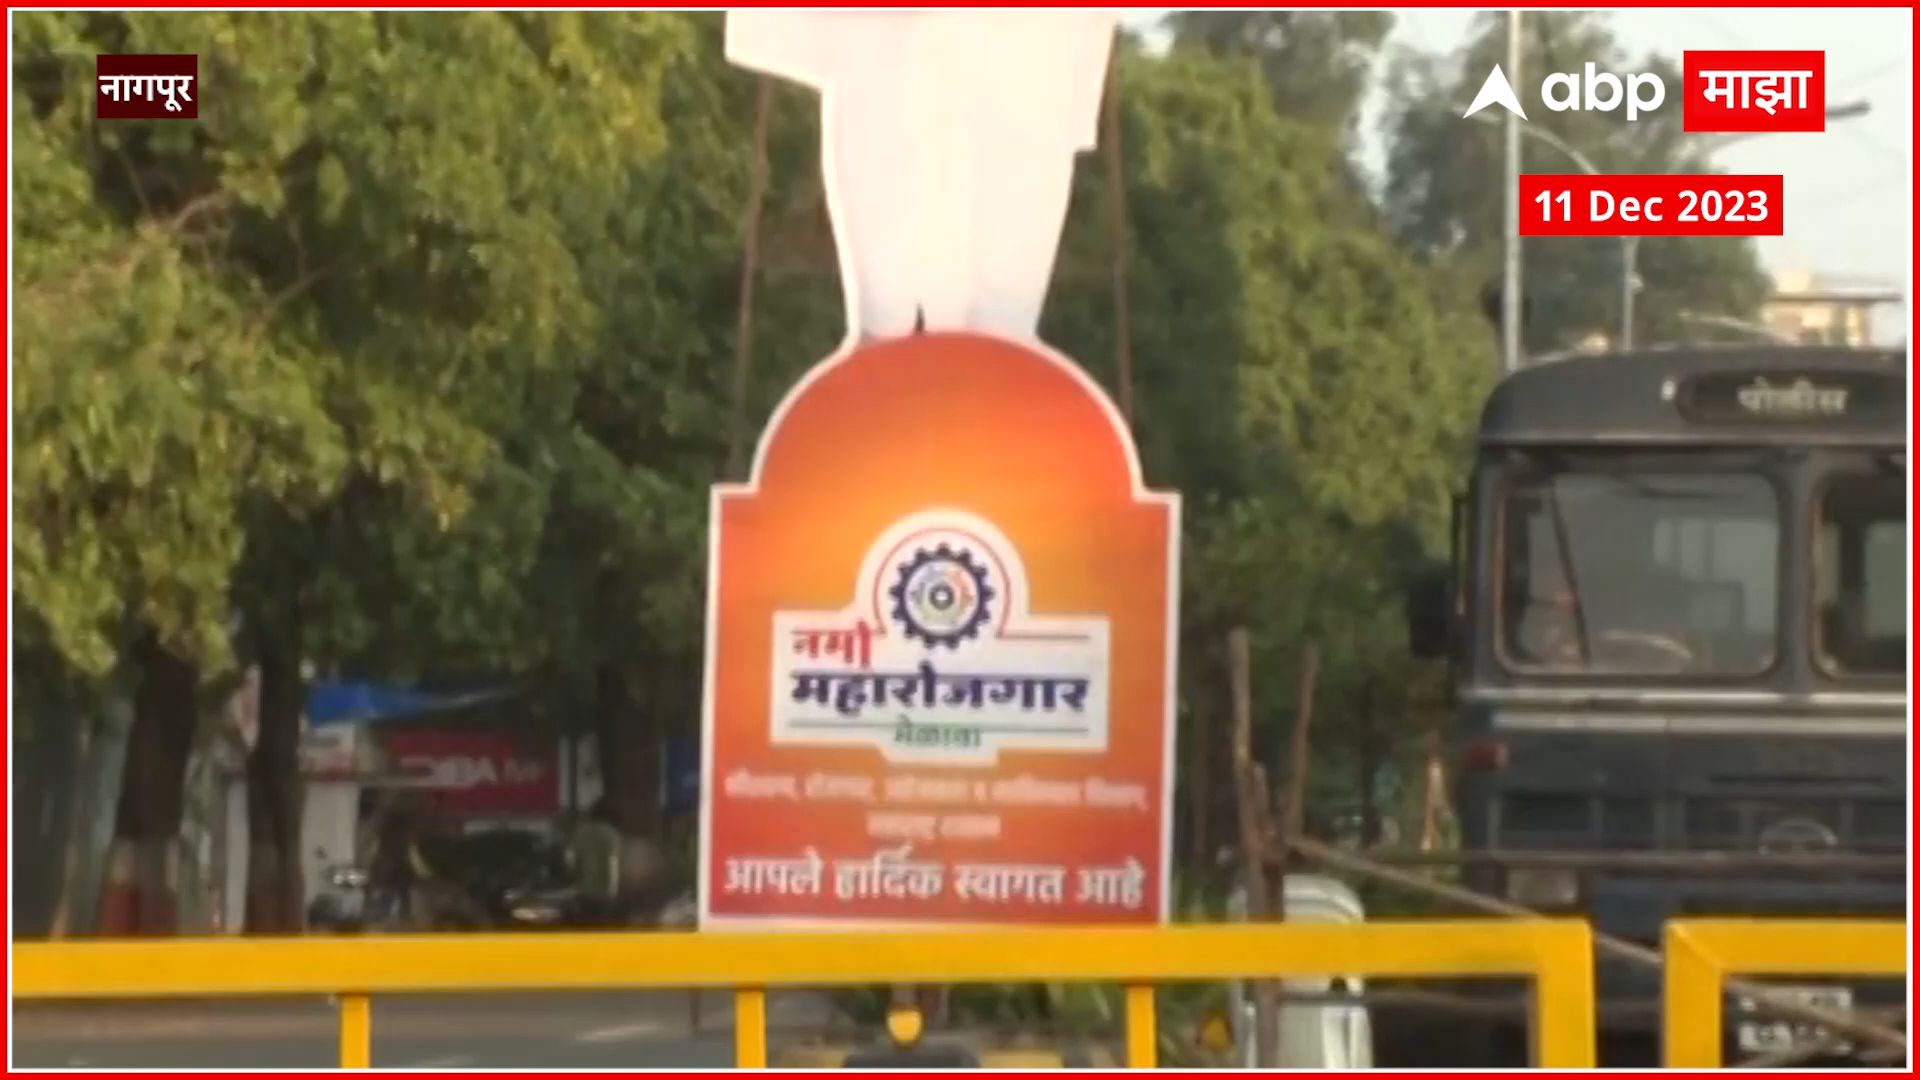 नागपूर
abp माझा
11 Dec 2023
पोलीस
नमो
महारोजगार
मेळावा
आपले हार्दिक स्वागत आहे